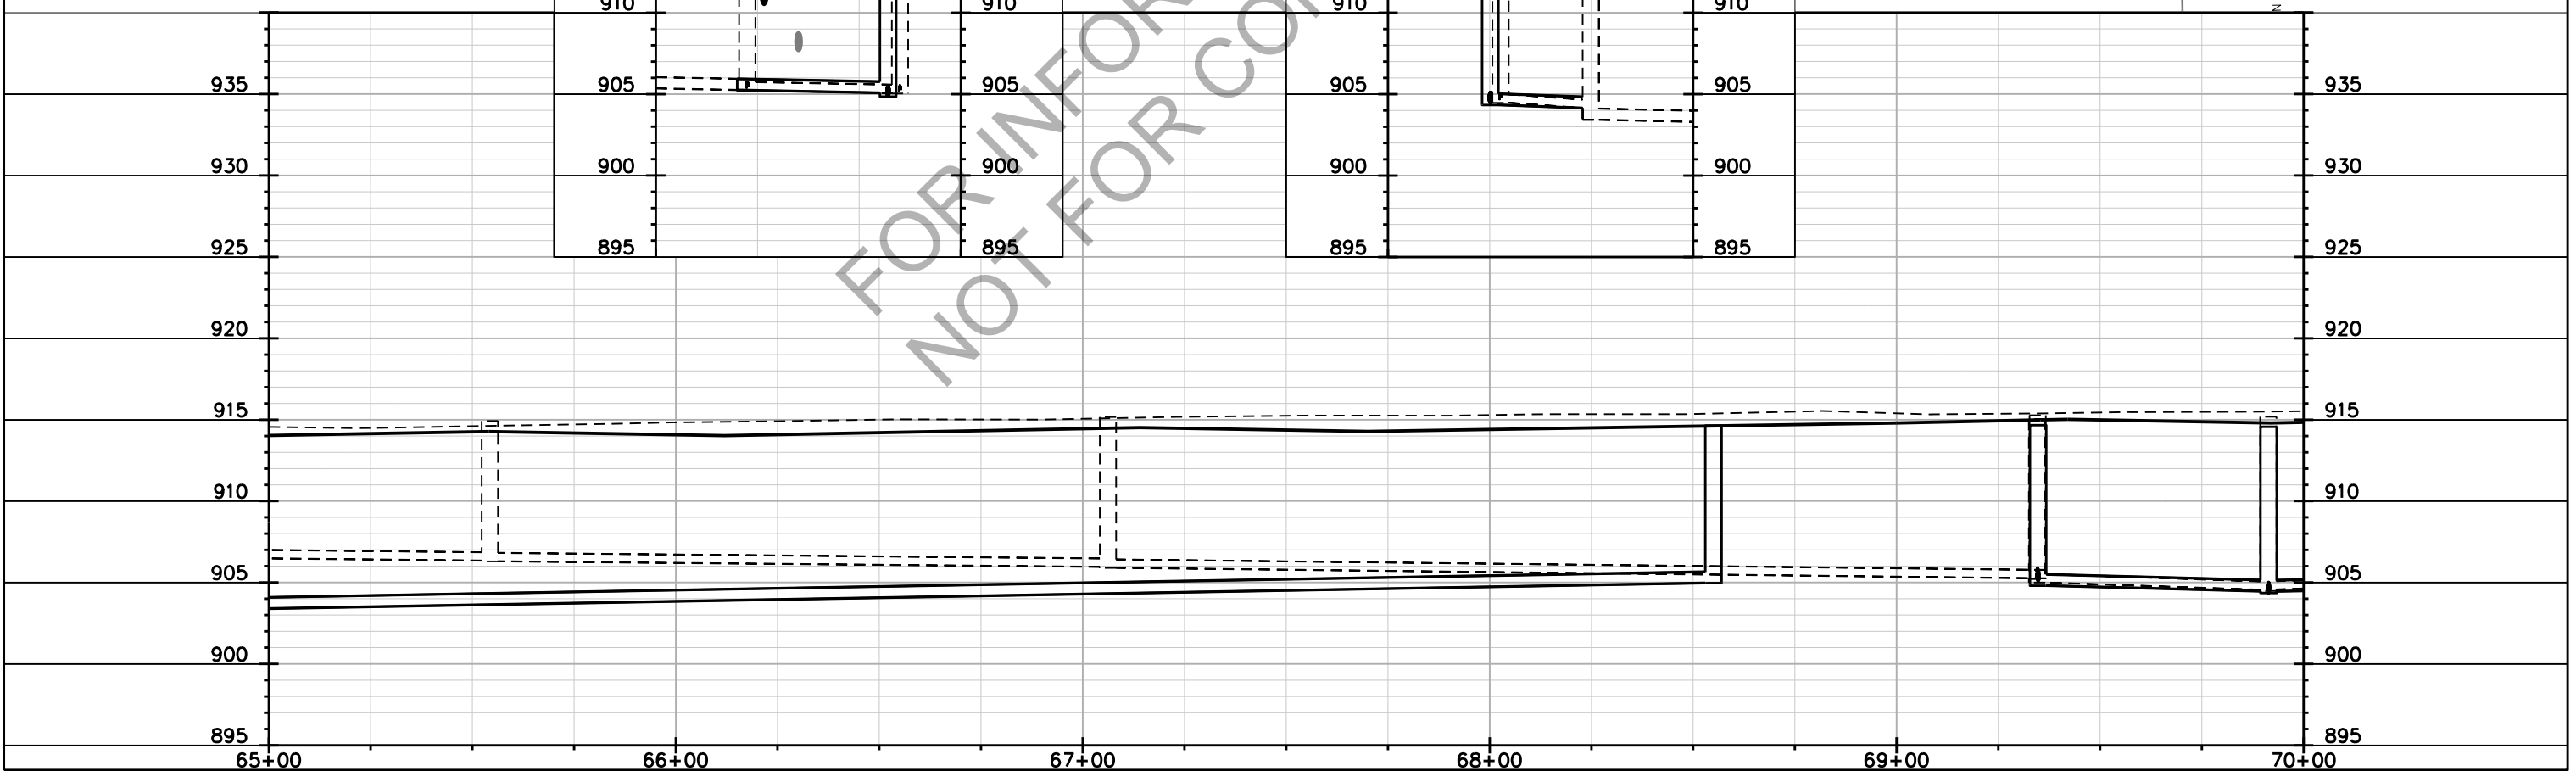 910 910 910 910
935 905 905 905 905 935
930 900 900 900 900 930
925 895 895 895 895 925
FOR INFOR
NOT FOR CO
920 920
915 915
910 910
905 905
900 900
895 895
65+00 66+00 67+00 68+00 69+00 70+00